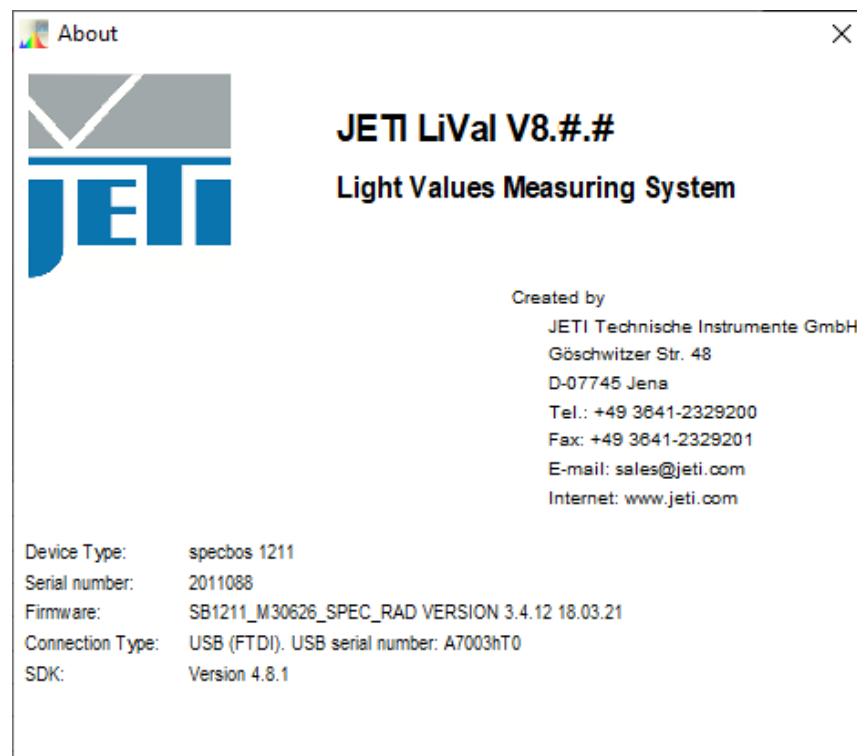 About
JETI
JETI LiVal V8.#.#
Light Values Measuring System
Created by
JETI Technische Instrumente GmbH
Göschwitzer Str. 48
D-07745 Jena
Tel.: +49 3641-2329200
Fax: +49 3641-2329201
E-mail: sales@jeti.com
Internet: www.jeti.com
Device Type: specbos 1211
Serial number: 2011088
Firmware: SB1211_M30626_SPEC_RAD VERSION 3.4.12 18.03.21
Connection Type: USB (FTDI). USB serial number: A7003hT0
SDK: Version 4.8.1